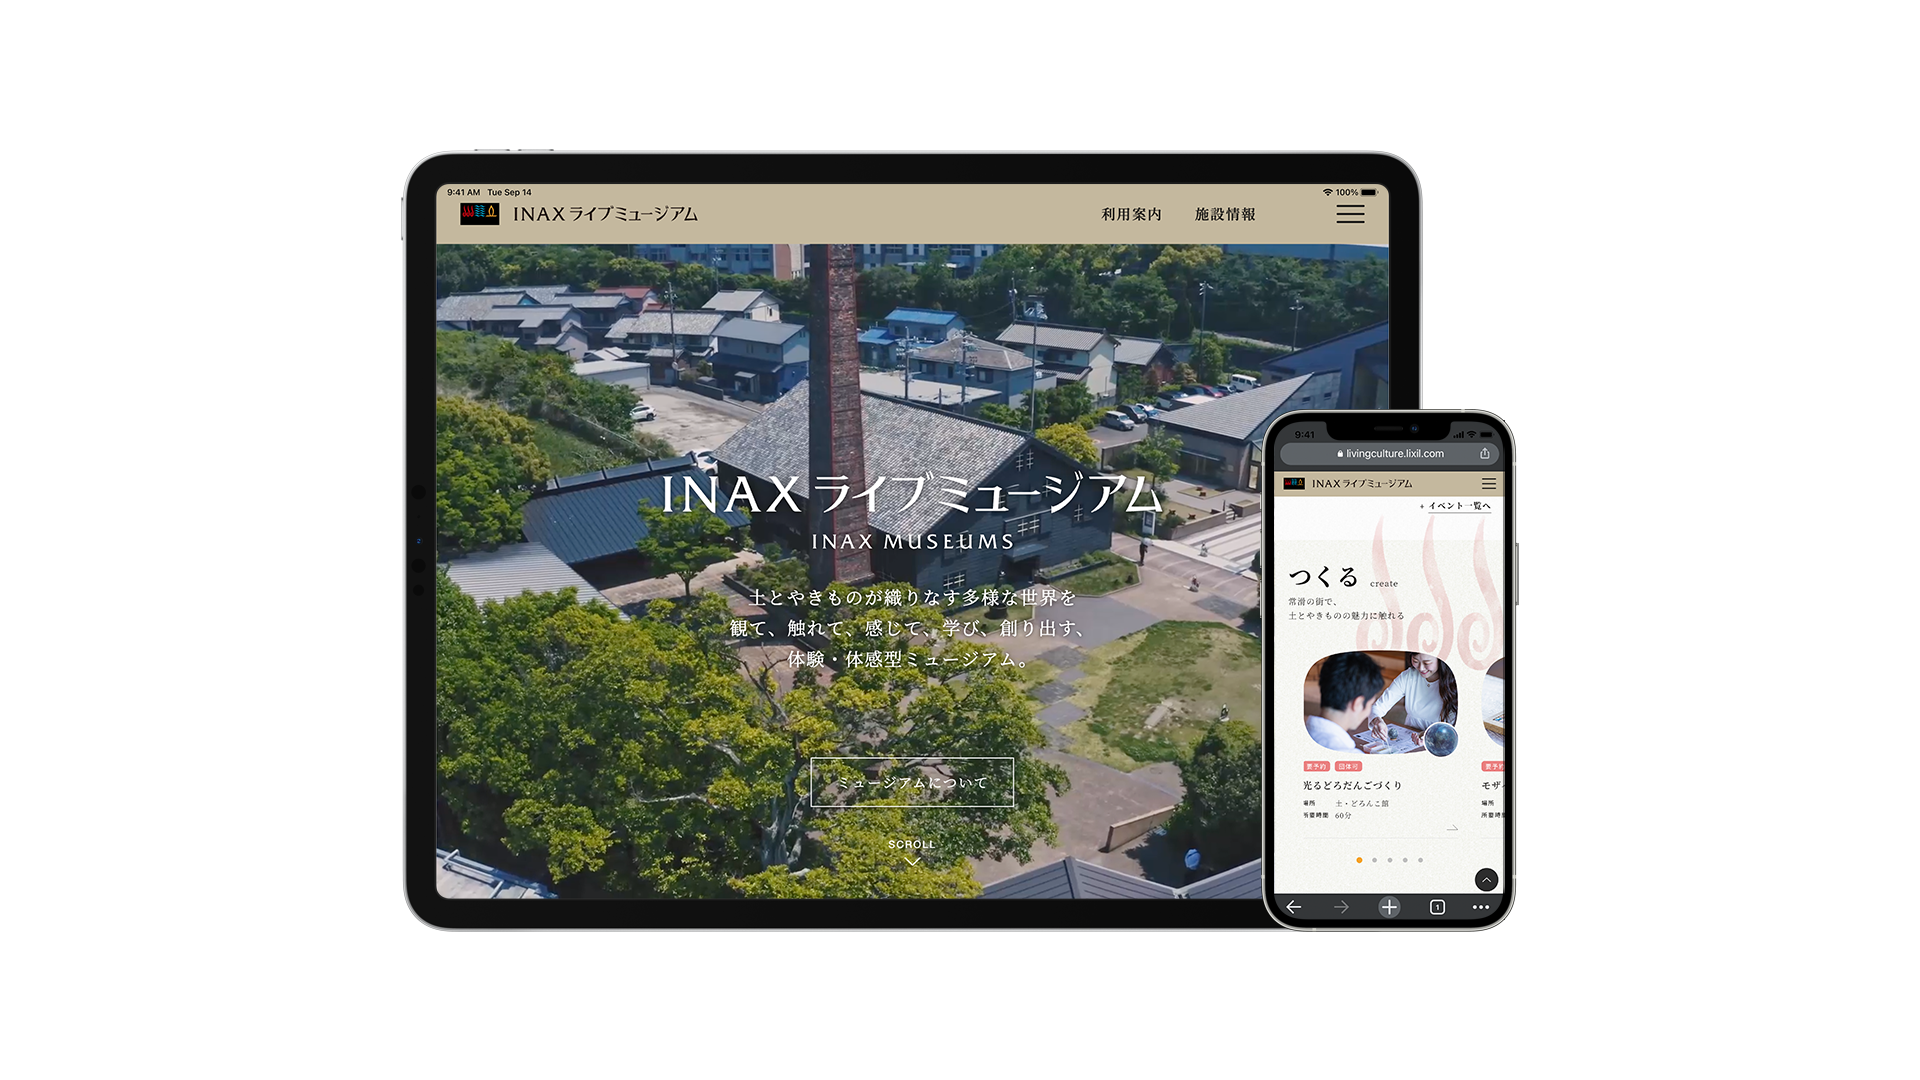 9:41 AM Tue Sep 14
100%
INAX ライブミュージアム
利用案内
施設情報
INAX ライブミュージアム
INAX MUSEUMS
土とやきものが織りなす多様な世界を
観て、触れて、感じて、学び、創り出す、
体験・体感型ミュージアム。
ミュージアムについて
SCROLL
9:41
livingculture.lixil.com
INAX ライブミュージアム
+ イベント一覧へ
つくる create
常滑の街で、
土とやきものの魅力に触れる
要予約 団体可
要予約
光るどろだんごづくり
モザ
場所 土・どろんこ館
場所
所要時間 60分
所要時間
1